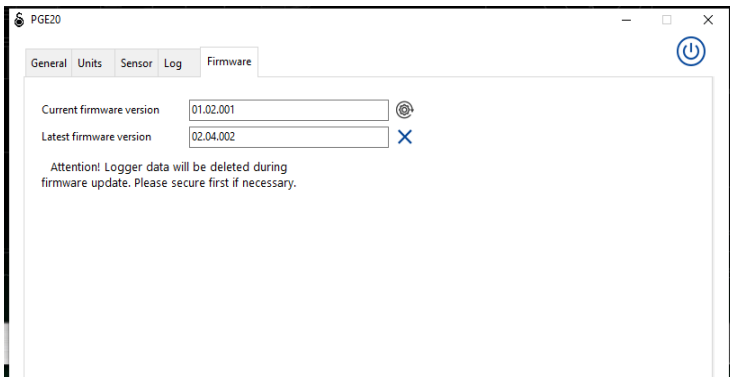 PGE20
General Units Sensor Log Firmware
Current firmware version 01.02.001
Latest firmware version 02.04.002
Attention! Logger data will be deleted during
firmware update. Please secure first if necessary.